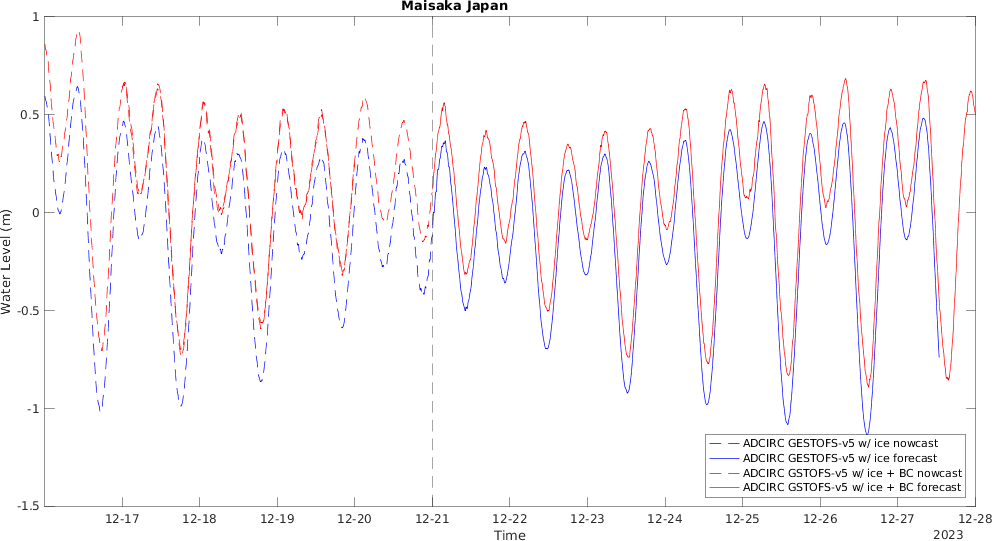 Maisaka Japan
1
0.5
0
-0.5
-1
-1.5
Water Level (m)
ADCIRC GESTOFS-v5 w/ ice nowcast
ADCIRC GESTOFS-v5 w/ ice forecast
ADCIRC GSTOFS-v5 w/ ice + BC nowcast
ADCIRC GSTOFS-v5 w/ ice + BC forecast
12-17 12-18 12-19 12-20 12-21 12-22 12-23 12-24 12-25 12-26 12-27 12-28
Time
2023